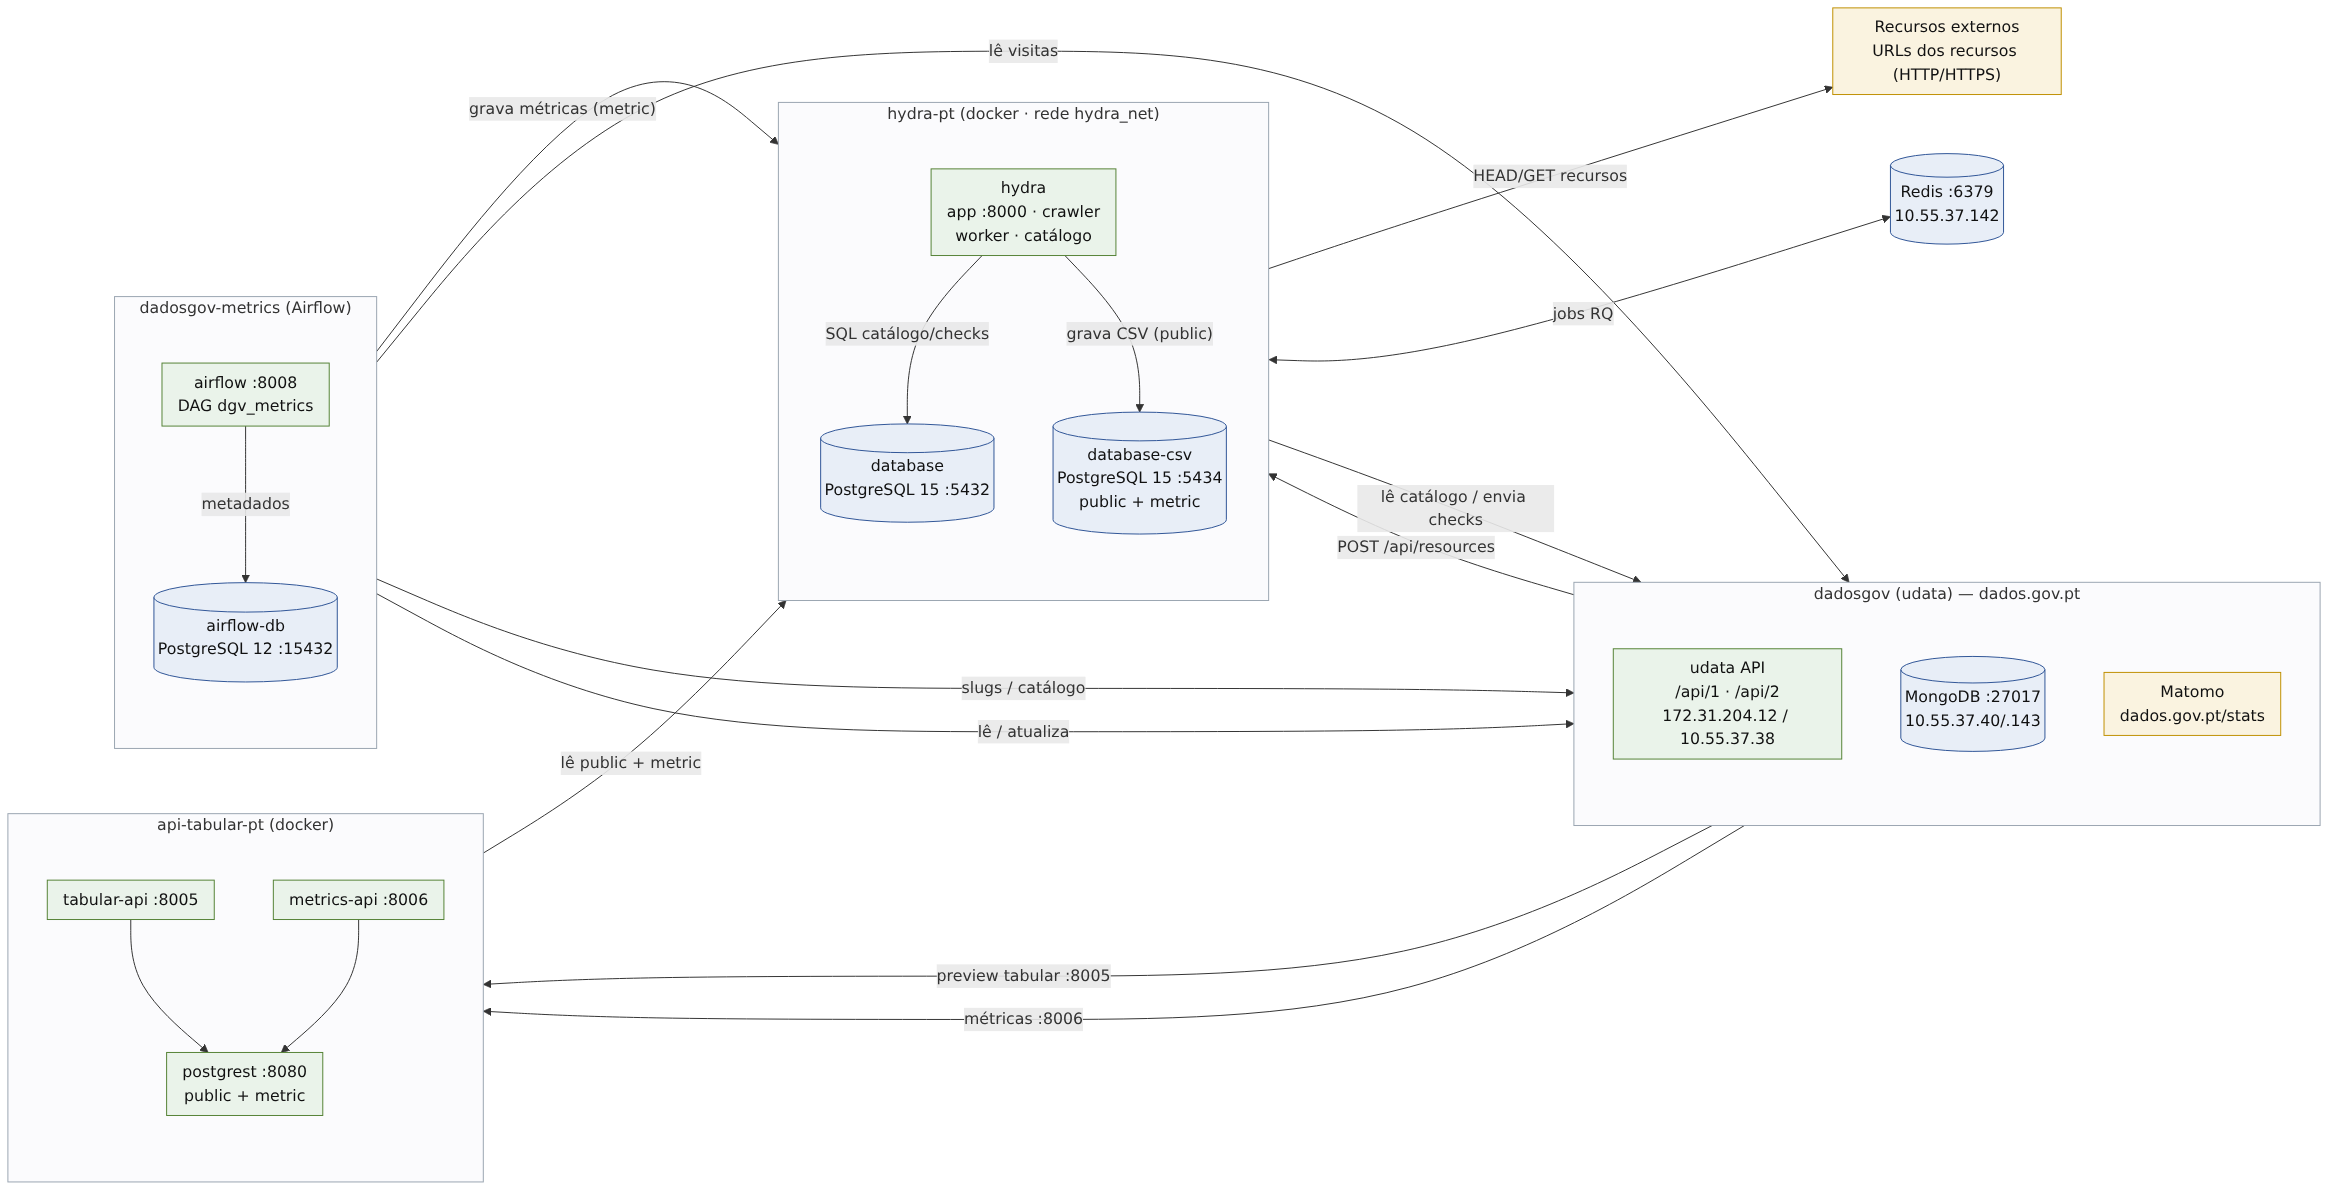 Recursos externos
URLs dos recursos
(HTTP/HTTPS)
lê visitas
grava métricas (metric)
hydra-pt (docker · rede hydra_net)
hydra
app :8000 · crawler
worker · catálogo
HEAD/GET recursos
Redis :6379
10.55.37.142
jobs RQ
SQL catálogo/checks
grava CSV (public)
database
PostgreSQL 15 :5432
database-csv
PostgreSQL 15 :5434
public + metric
dadosgov-metrics (Airflow)
airflow :8008
DAG dgv_metrics
metadados
airflow-db
PostgreSQL 12 :15432
lê catálogo / envia
checks
POST /api/resources
dadosgov (udata) — dados.gov.pt
udata API
/api/1 · /api/2
172.31.204.12 /
10.55.37.38
MongoDB :27017
10.55.37.40/.143
Matomo
dados.gov.pt/stats
slugs / catálogo
lê / atualiza
lê public + metric
api-tabular-pt (docker)
tabular-api :8005
metrics-api :8006
postgrest :8080
public + metric
preview tabular :8005
métricas :8006